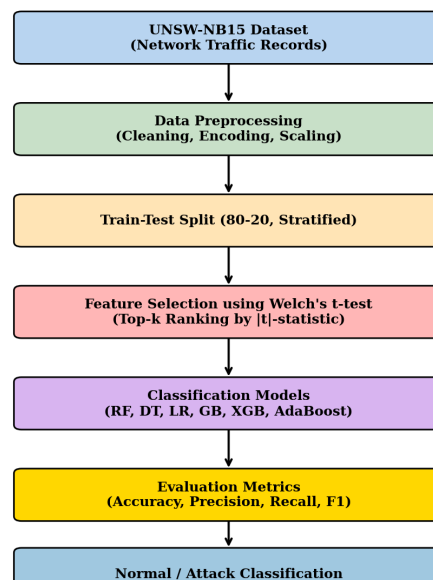 UNSW-NB15 Dataset
(Network Traffic Records)
Data Preprocessing
(Cleaning, Encoding, Scaling)
Train-Test Split (80-20, Stratified)
Feature Selection using Welch's t-test
(Top-k Ranking by |t|-statistic)
Classification Models
(RF, DT, LR, GB, XGB, AdaBoost)
Evaluation Metrics
(Accuracy, Precision, Recall, F1)
Normal / Attack Classification